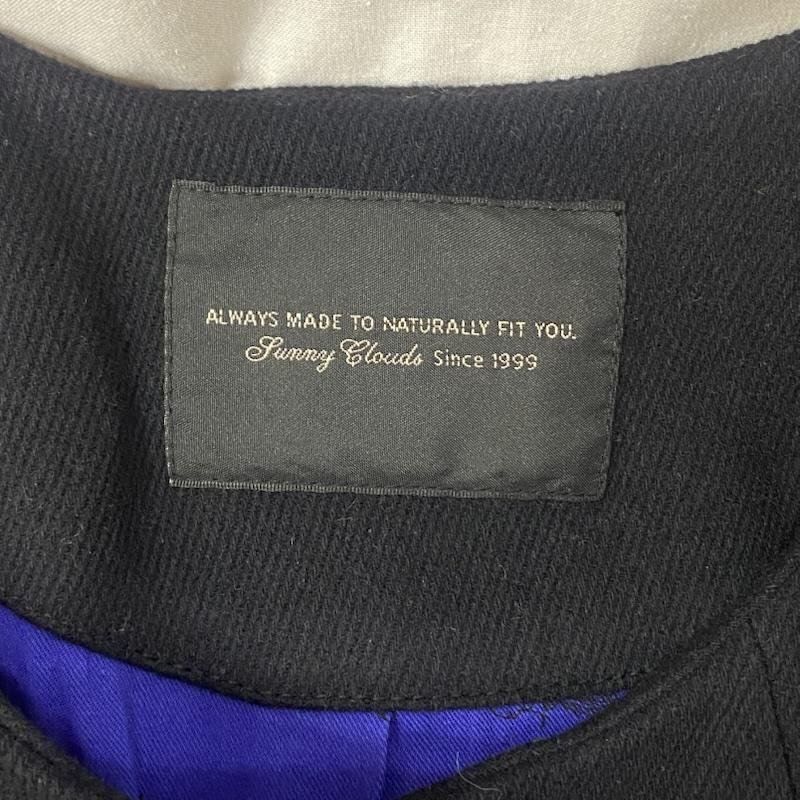 ALWAYS MADE TO NATURALLY FIT YOU.
Sunny Clouds Since 1999